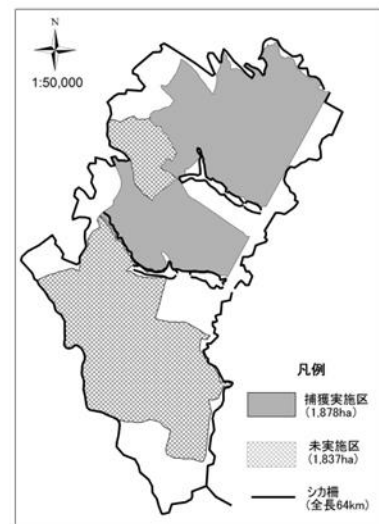 N
1:50,000
凡例
捕獲実施区
(1,878ha)
未実施区
(1,837ha)
シカ柵
(全長64km)